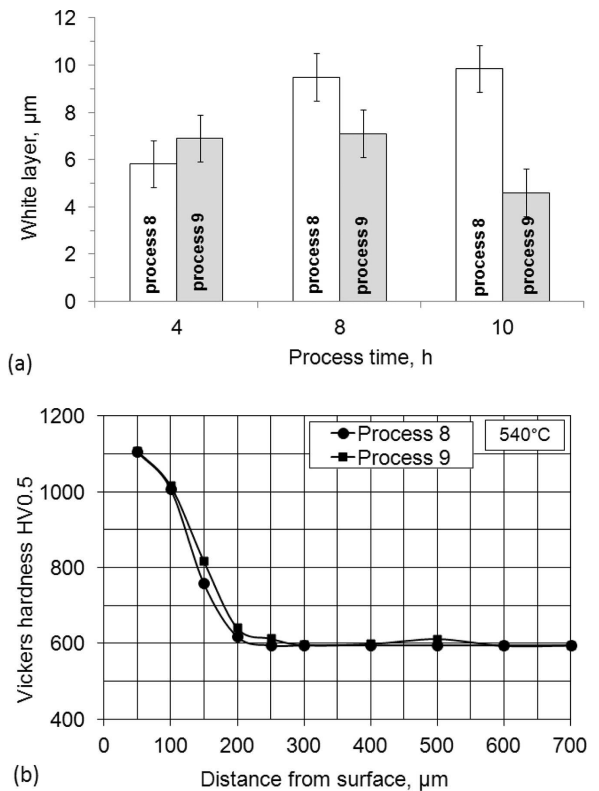 12
10
8
6
4
2
0
White layer, µm
process 8
process 9
process 8
process 9
process 8
process 9
4 8 10
Process time, h
(a)
1200
1000
800
600
400
Vickers hardness HV0.5
Process 8
Process 9
540°C
0 100 200 300 400 500 600 700
Distance from surface, µm
(b)